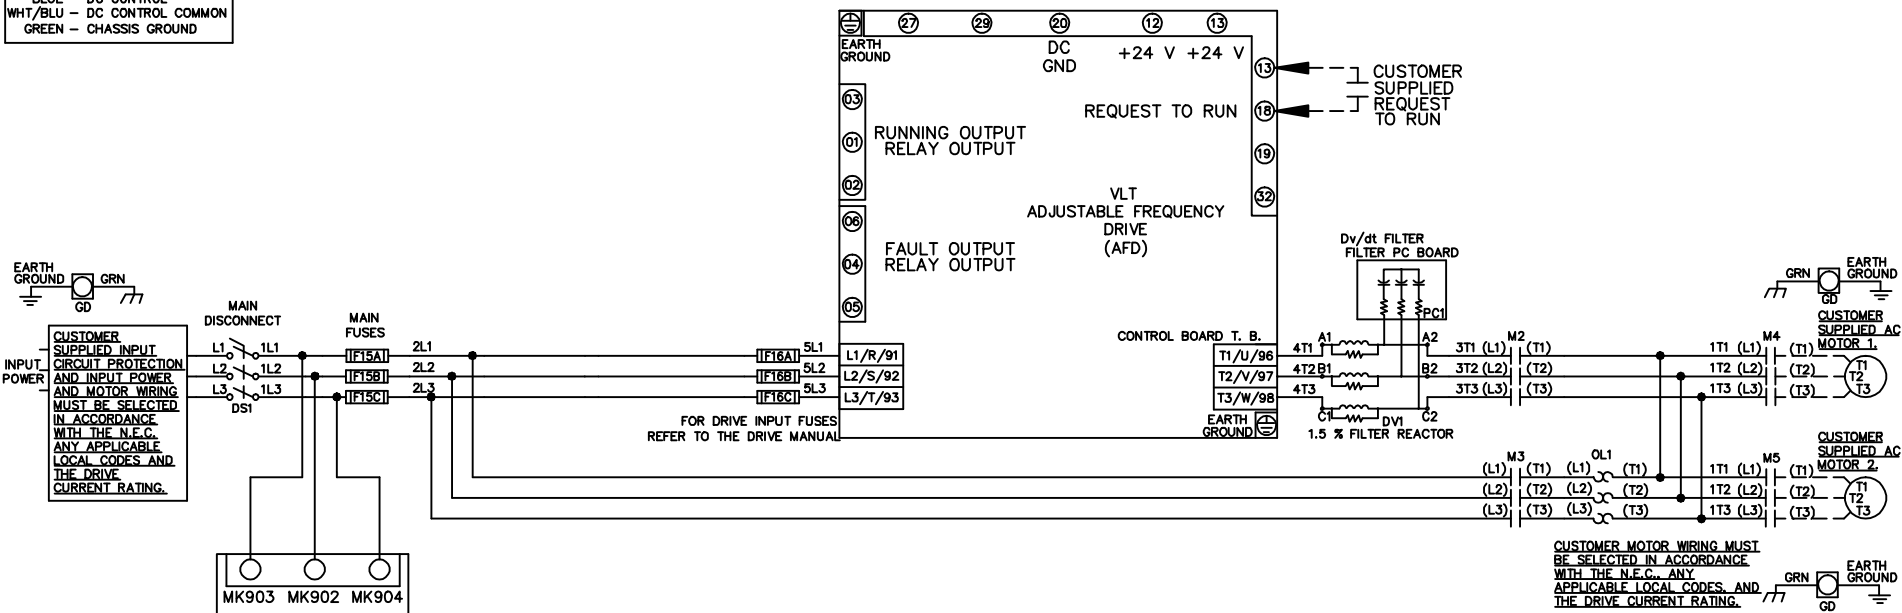 WHT/BLU – DC CONTROL COMMON
GREEN – CHASSIS GROUND
27
29
20
12
13
EARTH
GROUND
DC
GND
+24 V
+24 V
13
18
19
32
REQUEST TO RUN
CUSTOMER
SUPPLIED
REQUEST
TO RUN
03
01
02
RUNNING OUTPUT
RELAY OUTPUT
06
04
05
FAULT OUTPUT
RELAY OUTPUT
VLT
ADJUSTABLE FREQUENCY
DRIVE
(AFD)
Dv/dt FILTER
FILTER PC BOARD
PC1
EARTH
GROUND
GRN
GD
INPUT
POWER
CUSTOMER
SUPPLIED INPUT
CIRCUIT PROTECTION
AND INPUT POWER
AND MOTOR WIRING
MUST BE SELECTED
IN ACCORDANCE
WITH THE N.E.C.
ANY APPLICABLE
LOCAL CODES AND
THE DRIVE
CURRENT RATING.
MAIN
DISCONNECT
L1 1L1
L2 1L2
L3 1L3
DS1
MAIN
FUSES
F15A 2L1
F15B 2L2
F15C 2L3
F16A 5L1 L1/R/91
F16B 5L2 L2/S/92
F16C 5L3 L3/T/93
FOR DRIVE INPUT FUSES
REFER TO THE DRIVE MANUAL
CONTROL BOARD T. B.
T1/U/96 4T1
T2/V/97 4T2
T3/W/98 4T3
EARTH
GROUND
A1 A2
B1 B2
C1 C2
DV1
1.5 % FILTER REACTOR
M2
3T1 (L1) (T1)
3T2 (L2) (T2)
3T3 (L3) (T3)
M3
(L1) (T1)
(L2) (T2)
(L3) (T3)
OL1
(L1) (T1)
(L2) (T2)
(L3) (T3)
GRN
GD
EARTH
GROUND
CUSTOMER
SUPPLIED AC
MOTOR 1.
M4
1T1 (L1) (T1) T1
1T2 (L2) (T2) T2
1T3 (L3) (T3) T3
CUSTOMER
SUPPLIED AC
MOTOR 2.
M5
1T1 (L1) (T1) T1
1T2 (L2) (T2) T2
1T3 (L3) (T3) T3
MK903 MK902 MK904
CUSTOMER MOTOR WIRING MUST
BE SELECTED IN ACCORDANCE
WITH THE N.E.C., ANY
APPLICABLE LOCAL CODES, AND
THE DRIVE CURRENT RATING.
GRN
GD
EARTH
GROUND